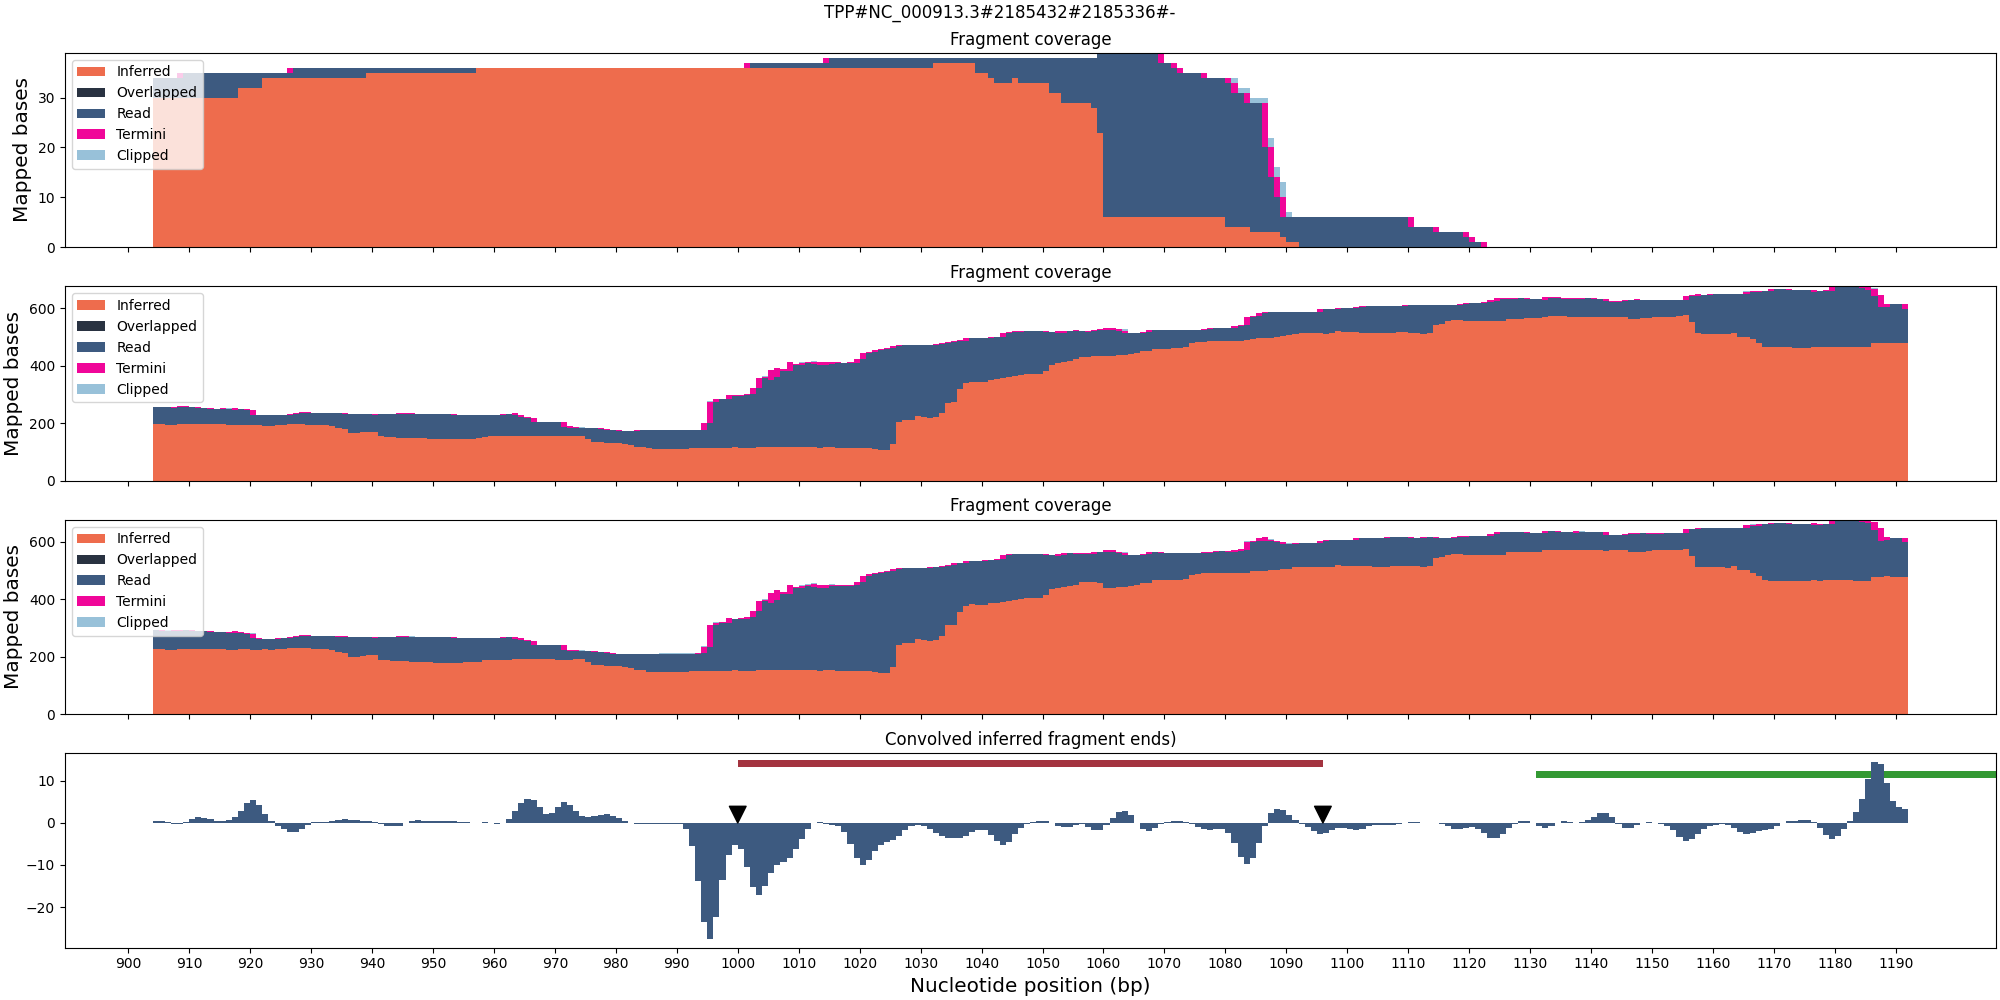 TPP#NC_000913.3#2185432#2185336#-
Fragment coverage
Mapped bases
30
20
10
0
Inferred
Overlapped
Read
Termini
Clipped
Fragment coverage
Mapped bases
600
400
200
0
Inferred
Overlapped
Read
Termini
Clipped
Fragment coverage
Mapped bases
600
400
200
0
Inferred
Overlapped
Read
Termini
Clipped
Convolved inferred fragment ends)
10
0
−10
−20
900 910 920 930 940 950 960 970 980 990 1000 1010 1020 1030 1040 1050 1060 1070 1080 1090 1100 1110 1120 1130 1140 1150 1160 1170 1180 1190
Nucleotide position (bp)